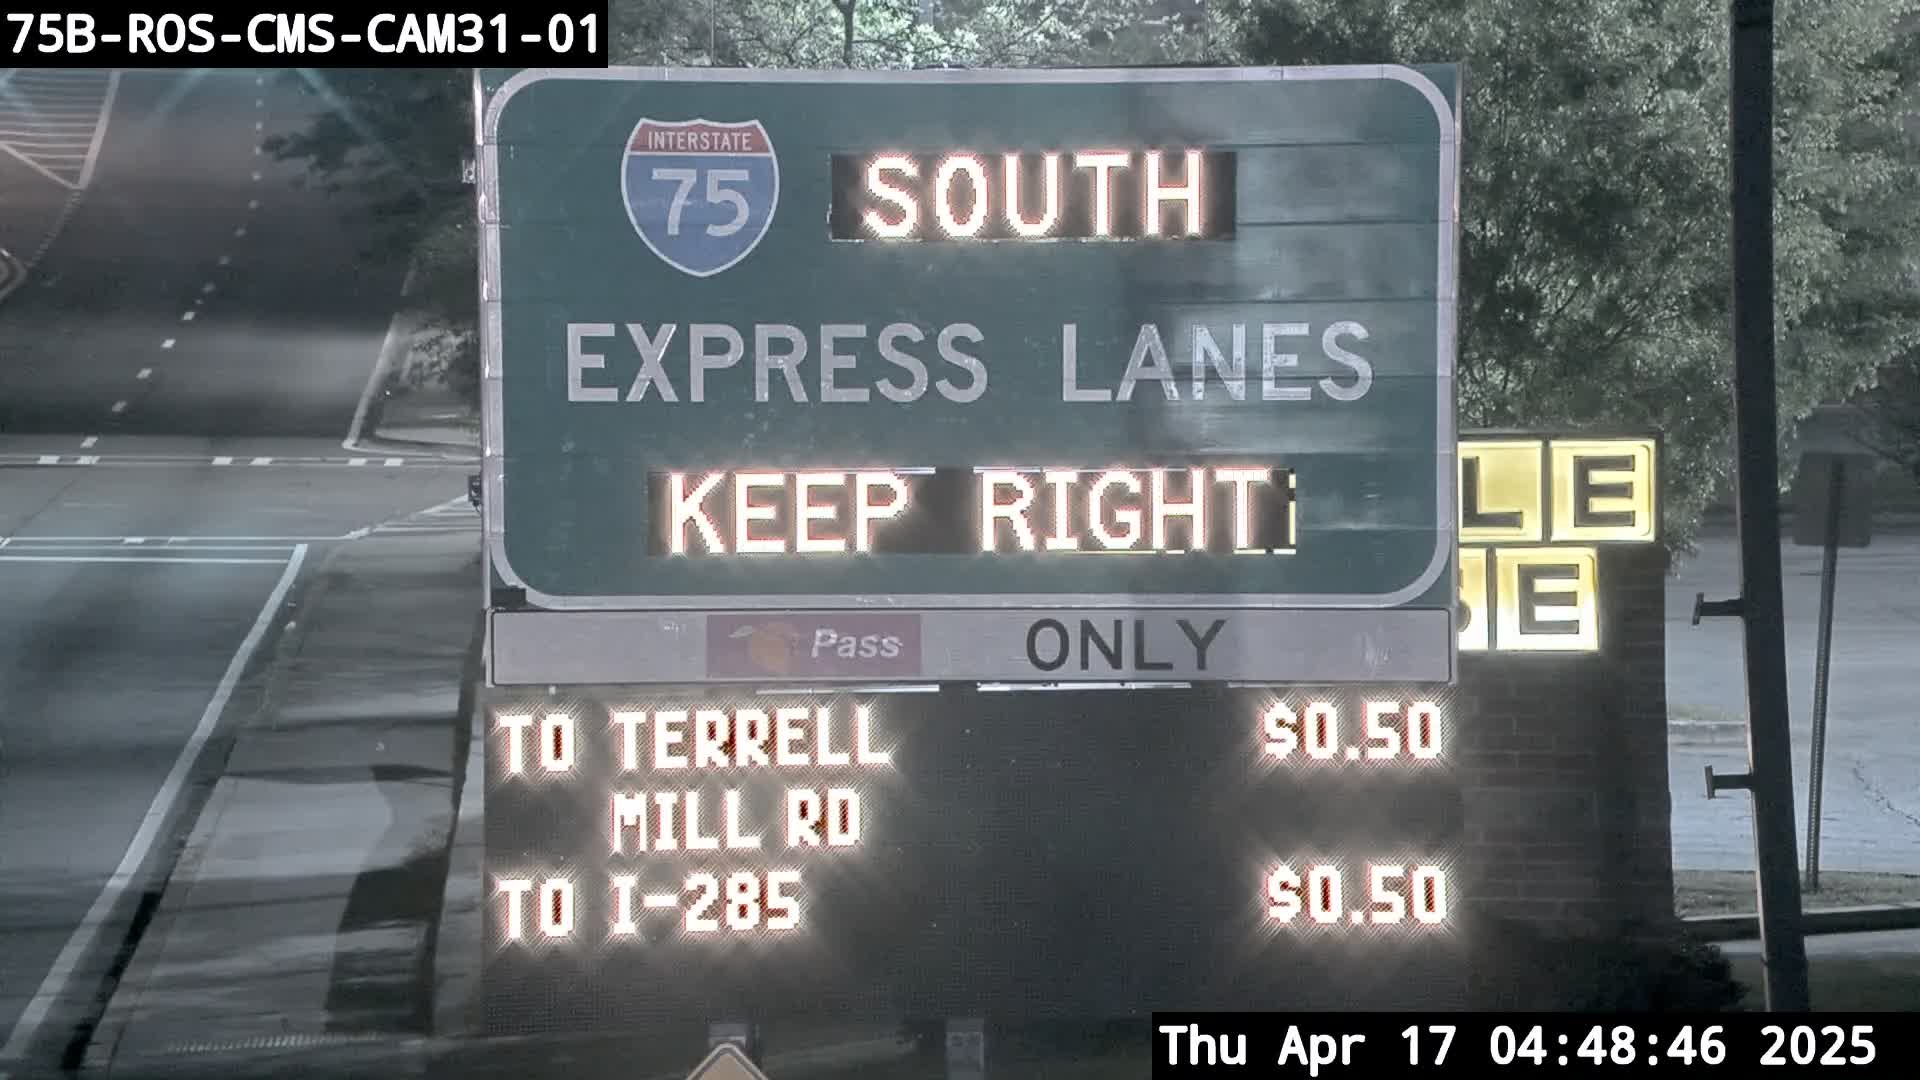 75B-ROS-CMS-CAM31-01
INTERSTATE
75
SOUTH
EXPRESS LANES
KEEP RIGHT
Pass ONLY
TO TERRELL $0.50
MILL RD
TO I-285 $0.50
LE
E
Thu Apr 17 04:48:46 2025